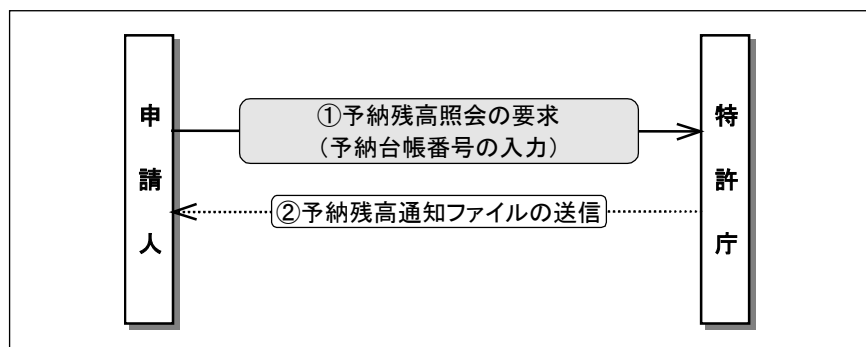 申請人
①予納残高照会の要求
(予納台帳番号の入力)
②予納残高通知ファイルの送信
特許庁